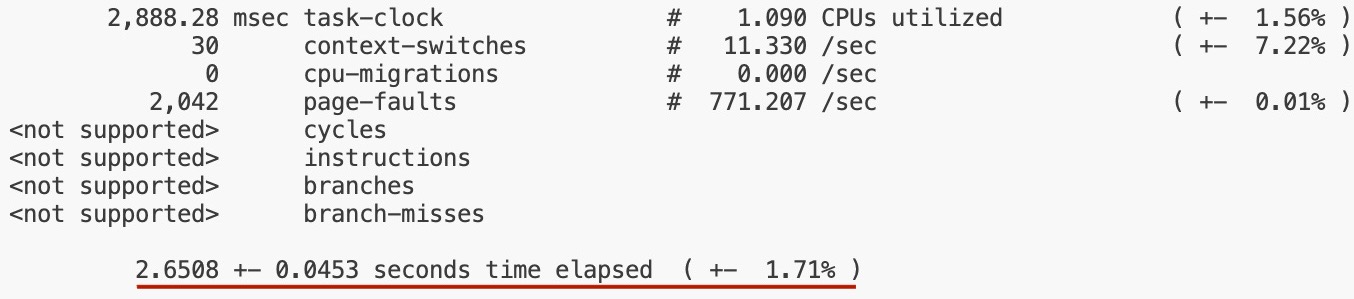 2,888.28 msec task-clock # 1.090 CPUs utilized ( +- 1.56% )
30 context-switches # 11.330 /sec ( +- 7.22% )
0 cpu-migrations # 0.000 /sec
2,042 page-faults # 771.207 /sec ( +- 0.01% )
<not supported> cycles
<not supported> instructions
<not supported> branches
<not supported> branch-misses
2.6508 +- 0.0453 seconds time elapsed ( +- 1.71% )